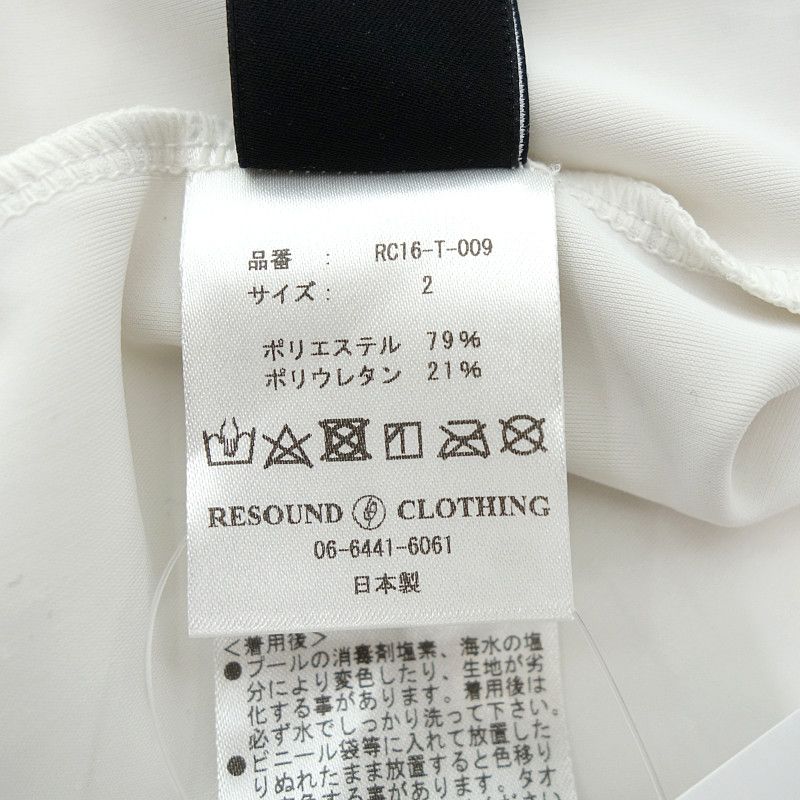 品番 : RC16-T-009
サイズ: 2
ポリエステル 79%
ポリウレタン 21%
RESOUND CLOTHING
06-6441-6061
日本製
<着用後>
●プールの消毒剤塩素、海水の塩
分により変色したり、生地が劣
化する事があります。着用後は
必ず水でしっかり洗って下さい。
●ビニール袋等に入れて放置した
りぬれたまま放置すると色移り
タオ